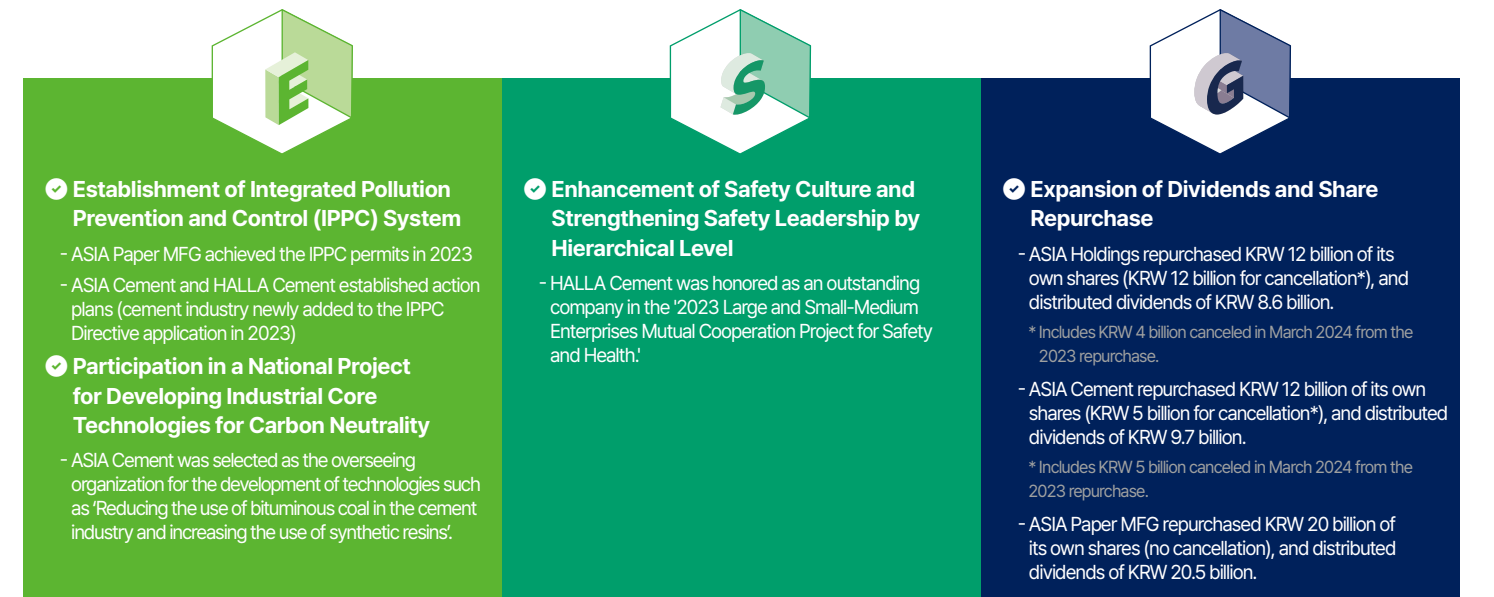 E
Establishment of Integrated Pollution
Prevention and Control (IPPC) System
- ASIA Paper MFG achieved the IPPC permits in 2023
- ASIA Cement and HALLA Cement established action
plans (cement industry newly added to the IPPC
Directive application in 2023)
Participation in a National Project
for Developing Industrial Core
Technologies for Carbon Neutrality
- ASIA Cement was selected as the overseeing
organization for the development of technologies such
as ‘Reducing the use of bituminous coal in the cement
industry and increasing the use of synthetic resins’.
S
Enhancement of Safety Culture and
Strengthening Safety Leadership by
Hierarchical Level
- HALLA Cement was honored as an outstanding
company in the '2023 Large and Small-Medium
Enterprises Mutual Cooperation Project for Safety
and Health.'
G
Expansion of Dividends and Share
Repurchase
- ASIA Holdings repurchased KRW 12 billion of its
own shares (KRW 12 billion for cancellation*), and
distributed dividends of KRW 8.6 billion.
* Includes KRW 4 billion canceled in March 2024 from the
2023 repurchase.
- ASIA Cement repurchased KRW 12 billion of its own
shares (KRW 5 billion for cancellation*), and distributed
dividends of KRW 9.7 billion.
* Includes KRW 5 billion canceled in March 2024 from the
2023 repurchase.
- ASIA Paper MFG repurchased KRW 20 billion of
its own shares (no cancellation), and distributed
dividends of KRW 20.5 billion.